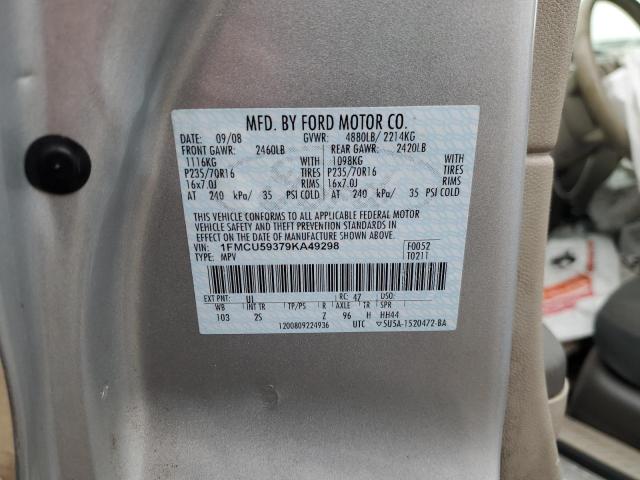 MFD. BY FORD MOTOR CO.
DATE: 09/08 GVWR: 4880LB/ 2214KG
FRONT GAWR: 2460LB REAR GAWR: 2420LB
1116KG WITH 1098KG WITH
P235/70R16 TIRES P235/70R16 TIRES
16x7.0J RIMS 16x7.0J RIMS
AT 240 kPa/ 35 PSI COLD AT 240 kPa/ 35 PSI COLD
THIS VEHICLE CONFORMS TO ALL APPLICABLE FEDERAL MOTOR
VEHICLE SAFETY AND THEFT PREVENTION STANDARDS IN
EFFECT ON THE DATE OF MANUFACTURE SHOWN ABOVE.
VIN: 1FMCU59379KA49298 F0052
TYPE: MPV T0211
EXT PNT: UI RC: 47
WB INT TR TP/PS R AXLE TR SPR
103 2S Z 96 H HH44
1200809224936 UTC 5U5A-1520472-BA